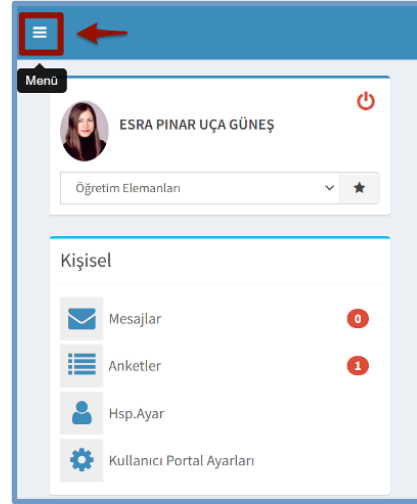 Menü
ESRA PINAR UÇA GÜNEŞ
Öğretim Elemanları
Kişisel
Mesajlar 0
Anketler 1
Hsp.Ayar
Kullanıcı Portal Ayarları